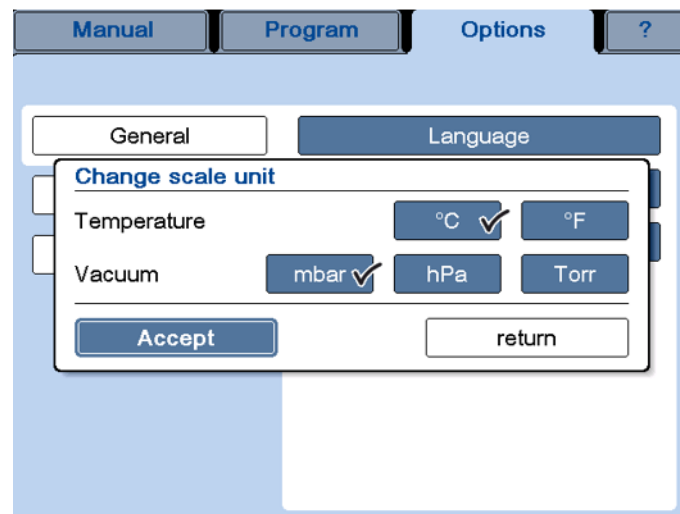 Manual Program Options ?
General Language
Change scale unit
Temperature °C °F
Vacuum mbar hPa Torr
Accept return